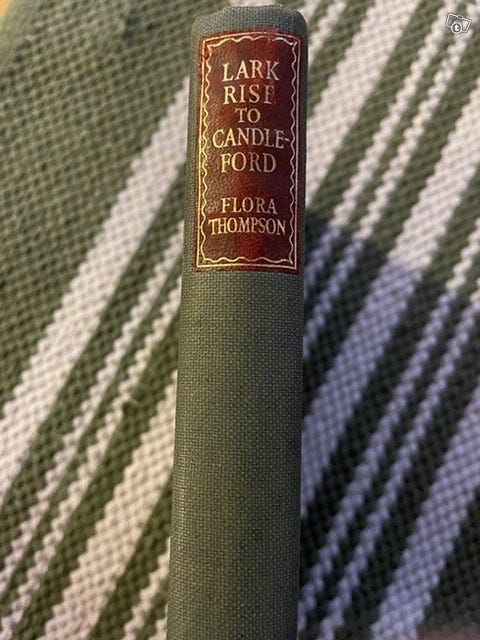 LARK
RISE
TO
CANDLE-
FORD
FLORA
THOMPSON
t